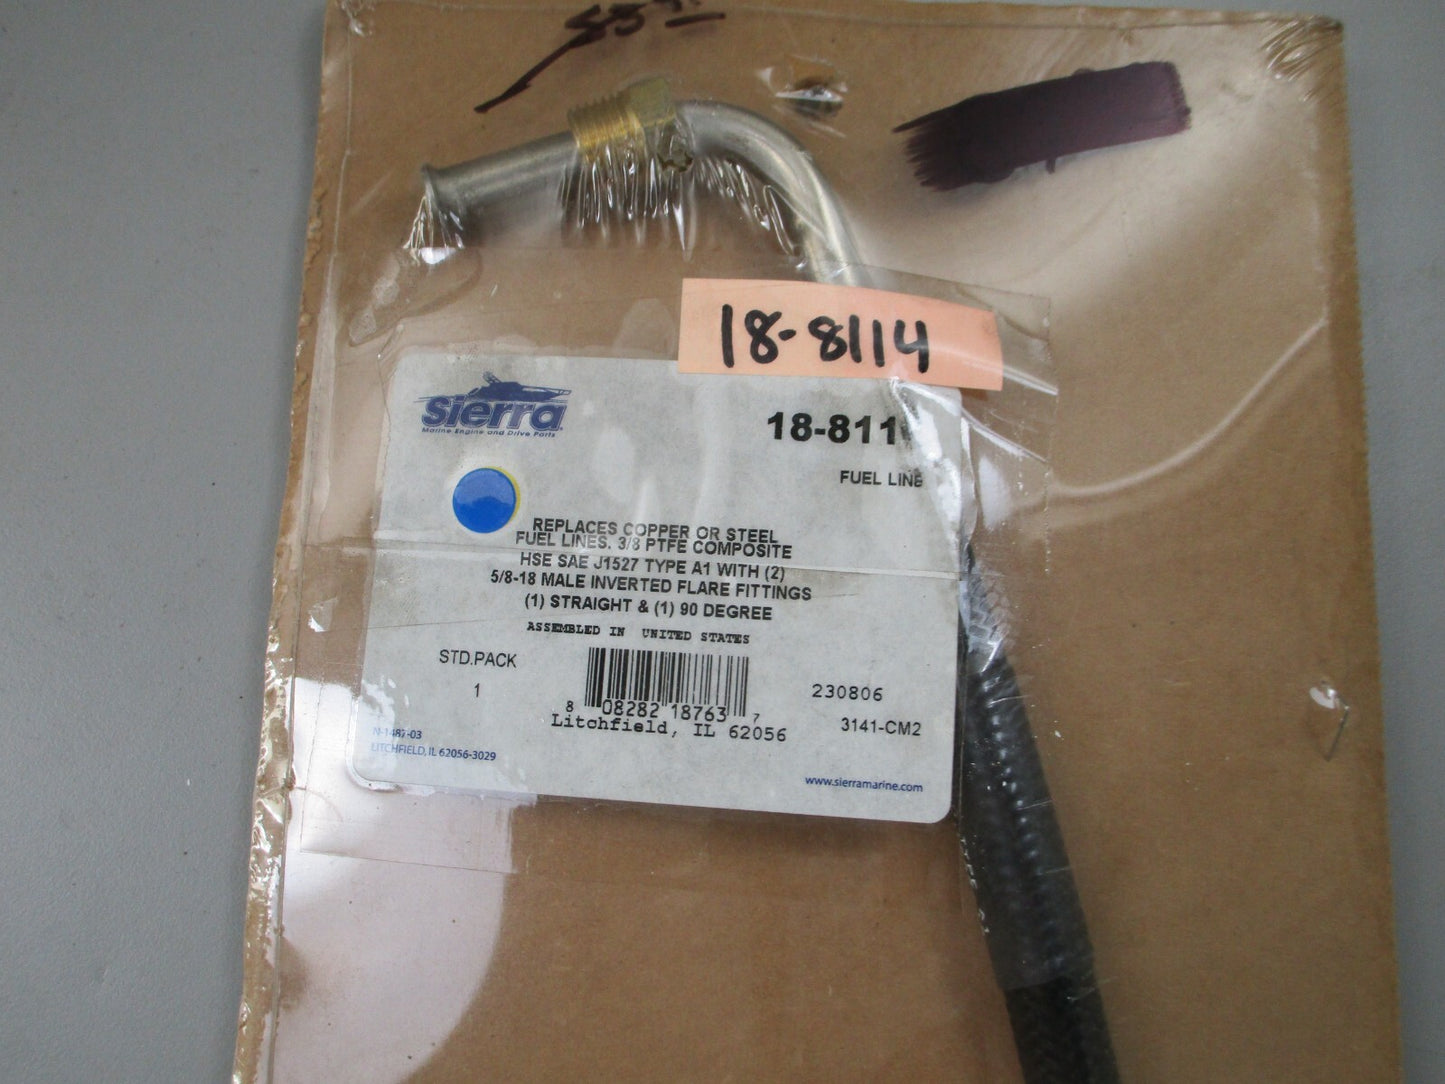 18-8114
Sierra
Marine Engine and Drive Parts
18-811
FUEL LINE
REPLACES COPPER OR STEEL
FUEL LINES. 3/8 PTFE COMPOSITE
HSE SAE J1527 TYPE A1 WITH (2)
5/8-18 MALE INVERTED FLARE FITTINGS
(1) STRAIGHT & (1) 90 DEGREE
ASSEMBLED IN UNITED STATES
STD.PACK
1
8 08282 18763 7
230806
Litchfield, IL 62056
3141-CM2
N-1487-03
LITCHFIELD, IL 62056-3029
www.sierramarine.com